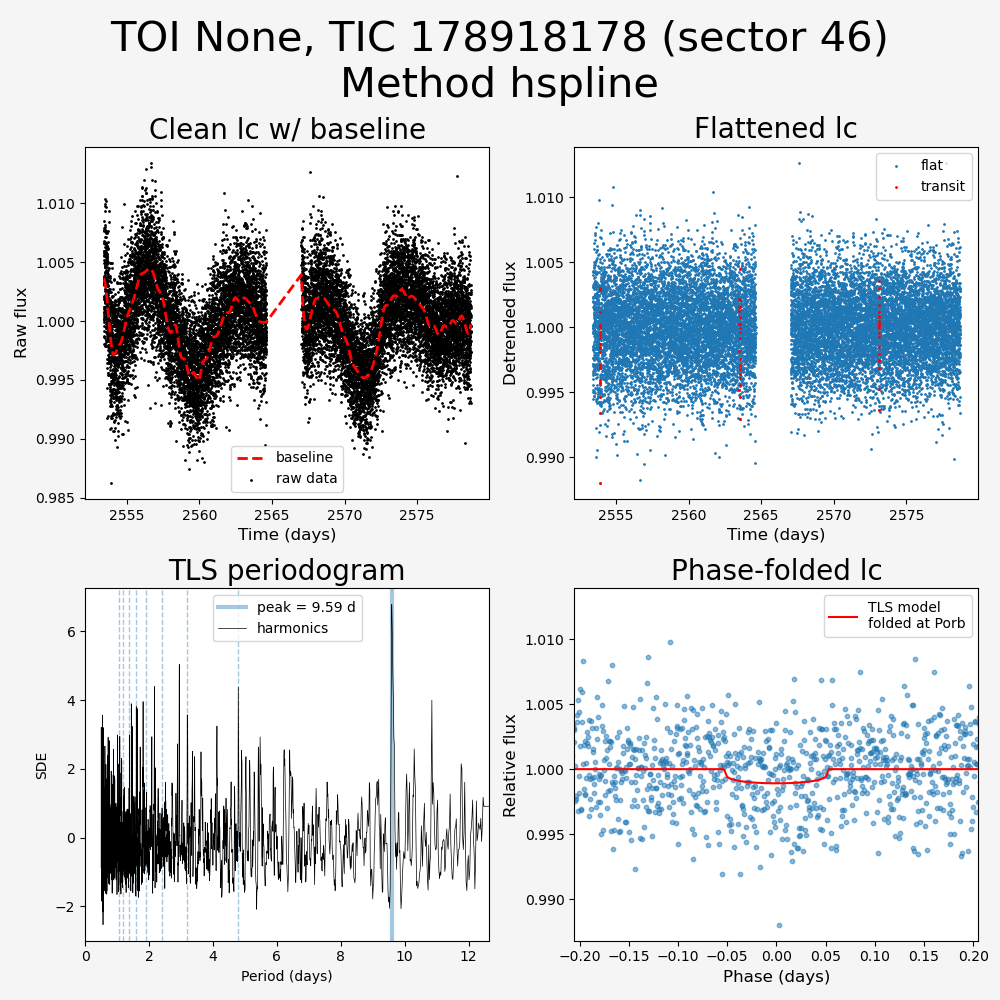 TOI None, TIC 178918178 (sector 46)
Method hspline
Clean lc w/ baseline
Raw flux
1.010
1.005
1.000
0.995
0.990
0.985
baseline
raw data
2555
2560
2565
2570
2575
Time (days)
Flattened lc
Detrended flux
1.010
1.005
1.000
0.995
0.990
flat
transit
2555
2560
2565
2570
2575
Time (days)
TLS periodogram
SDE
6
4
2
0
−2
peak = 9.59 d
harmonics
0
2
4
6
8
10
12
Period (days)
Phase-folded lc
Relative flux
1.010
1.005
1.000
0.995
0.990
TLS model
folded at Porb
−0.20
−0.15
−0.10
−0.05
0.00
0.05
0.10
0.15
0.20
Phase (days)